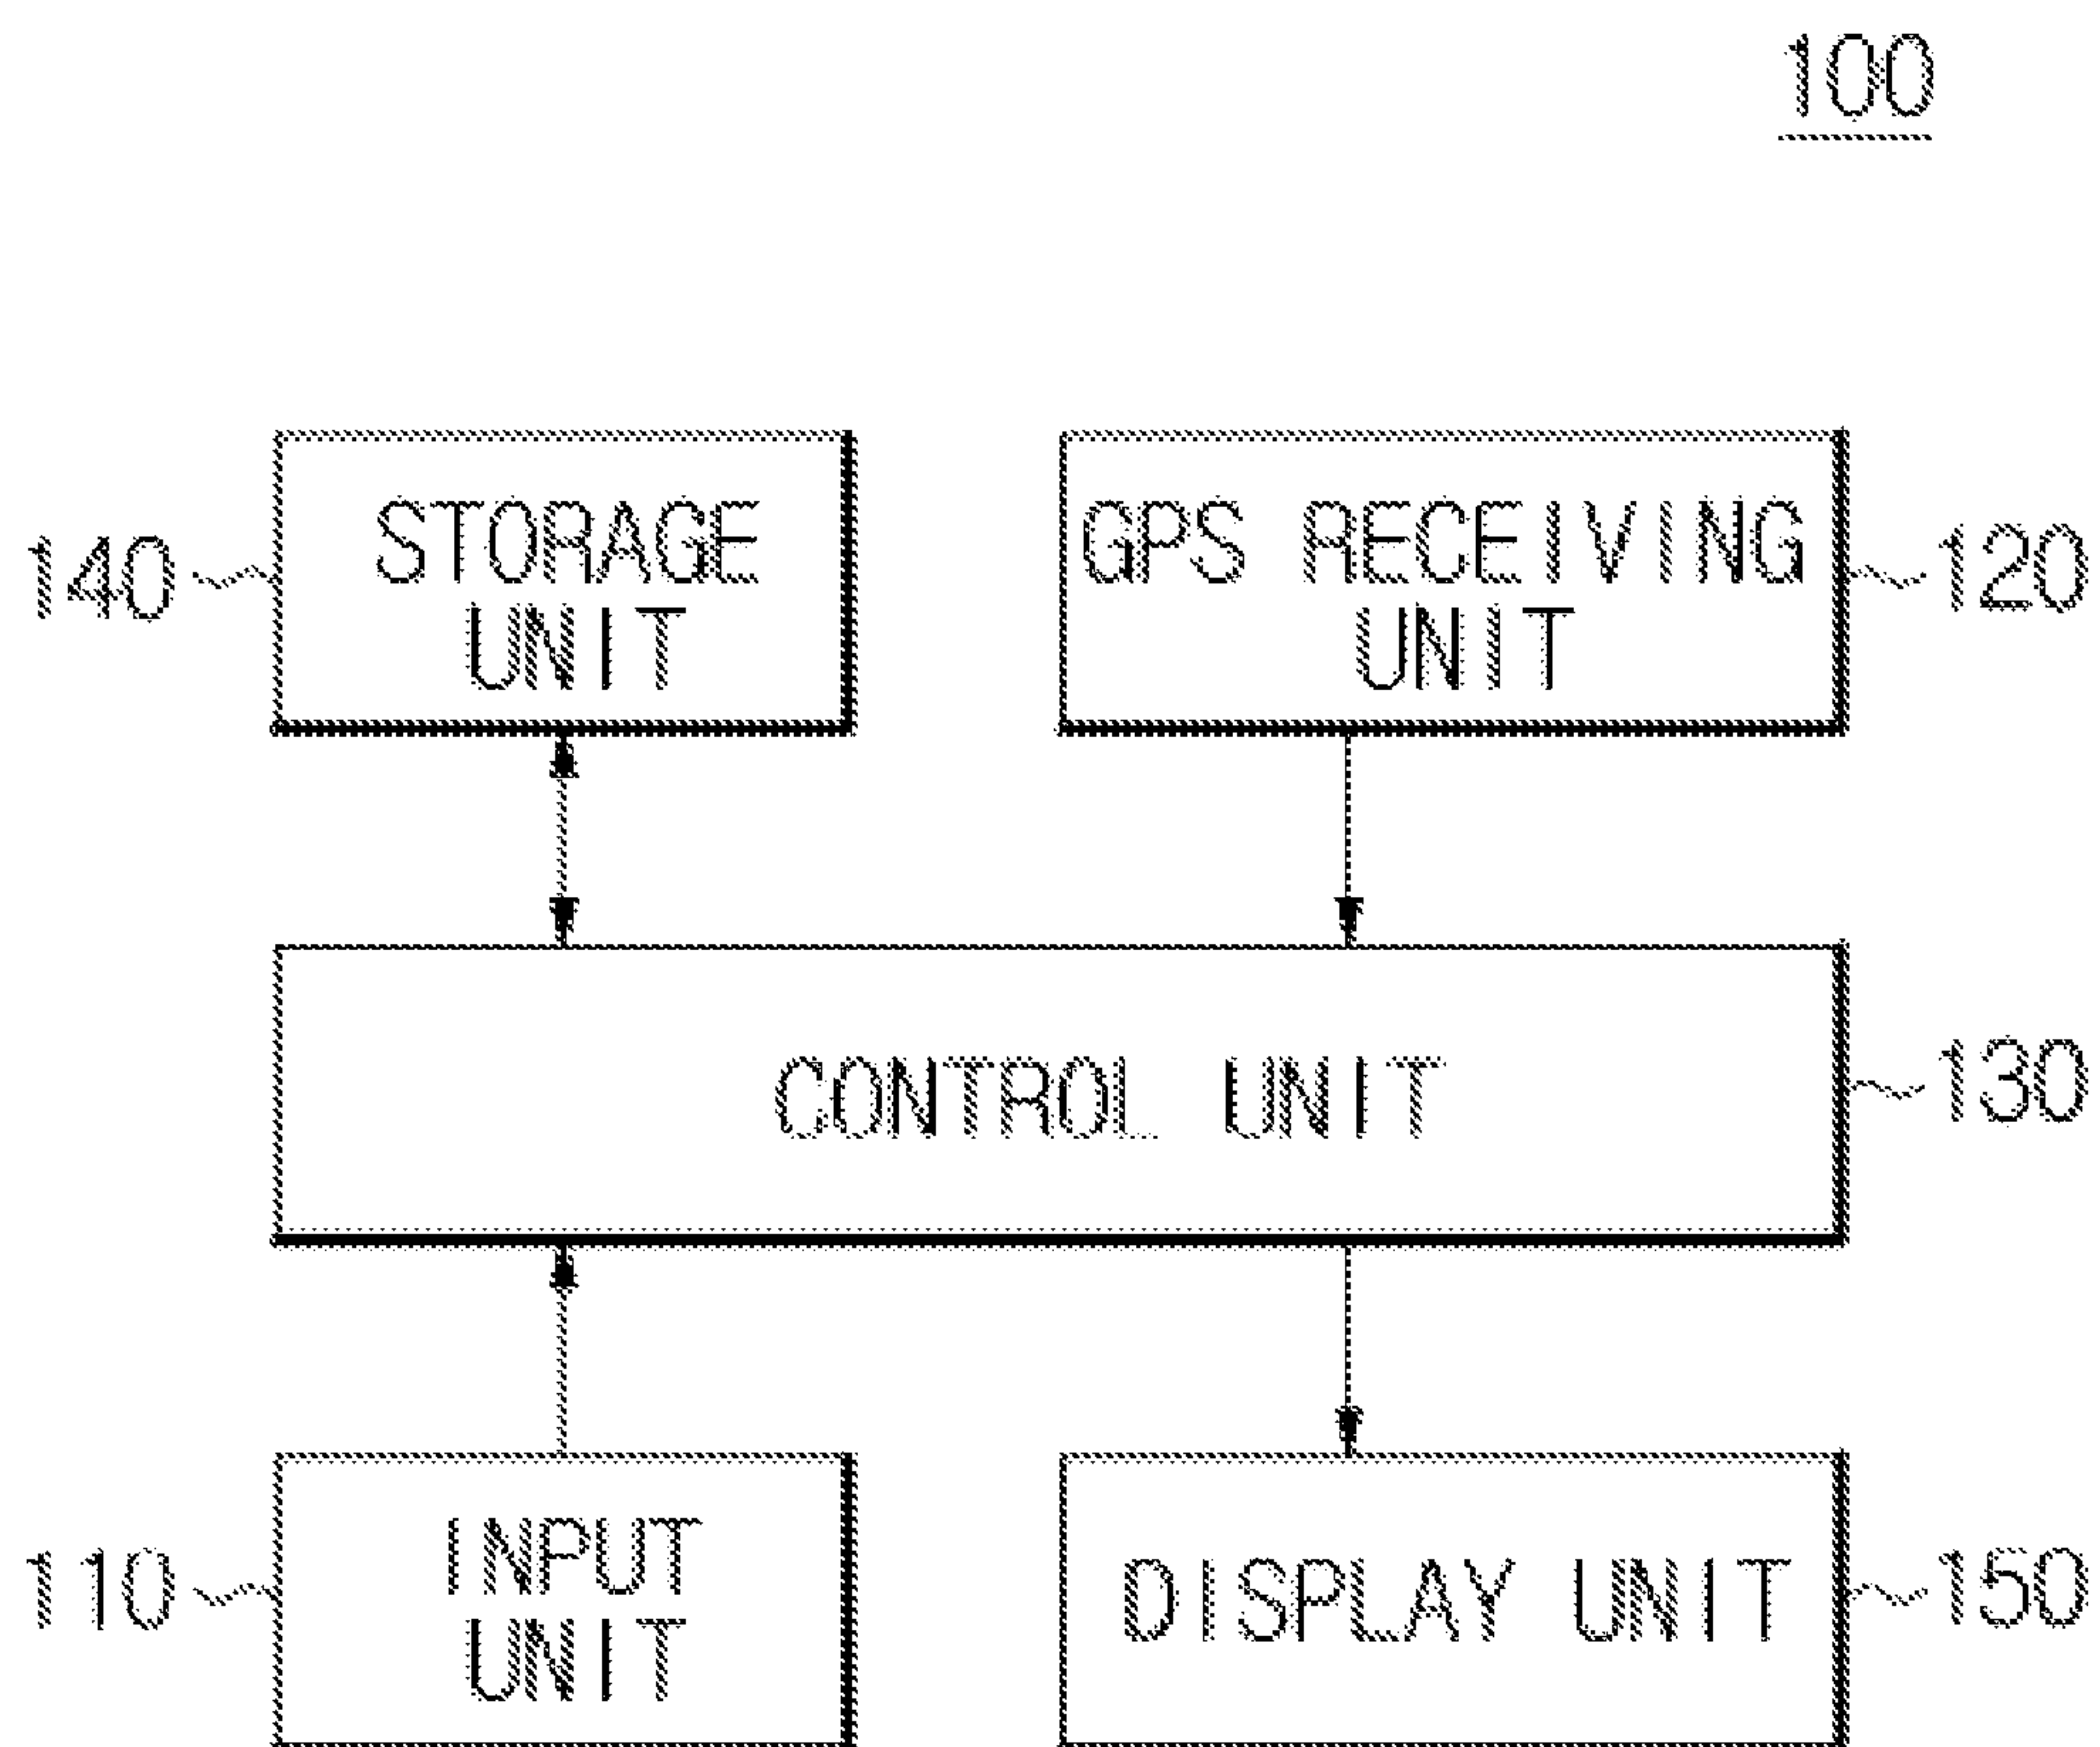 100
STORAGE
UNIT
140
GPS RECEIVING
UNIT
120
CONTROL UNIT
130
INPUT
UNIT
110
DISPLAY UNIT
150